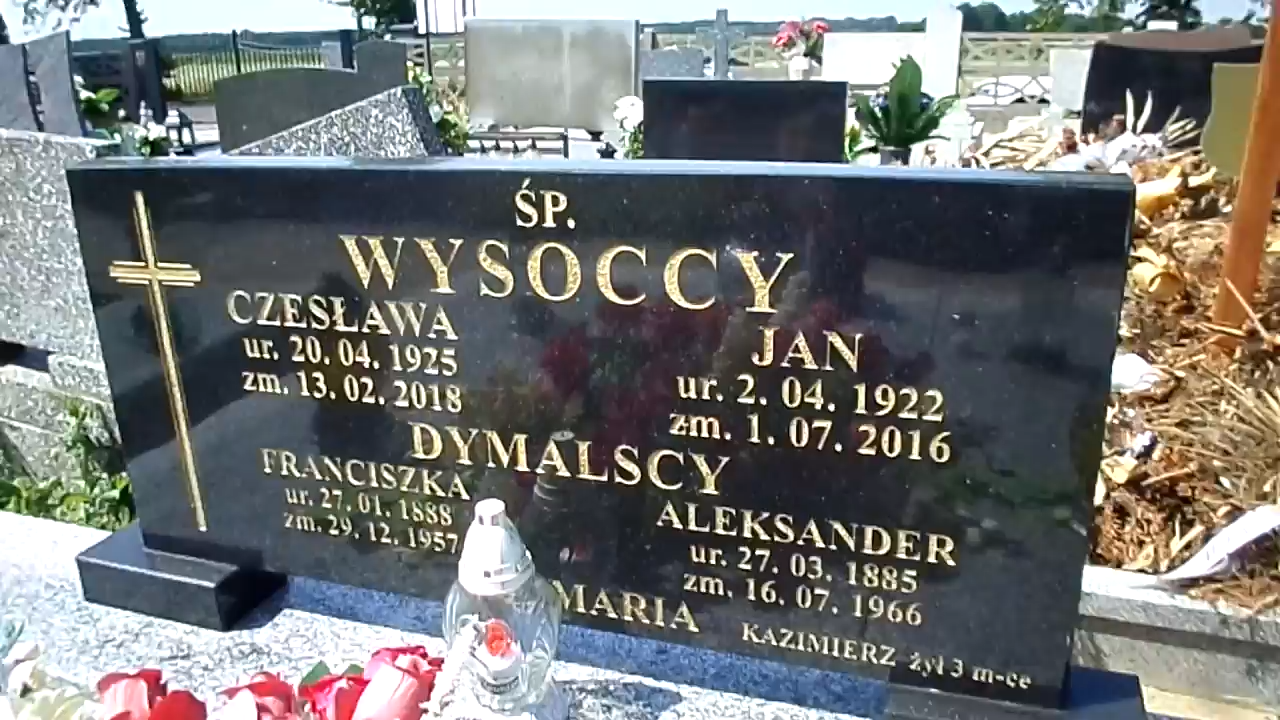 ŚP.
WYSOCCY
CZESŁAWA
ur. 20. 04. 1925
zm. 13. 02. 2018
JAN
ur. 2. 04. 1922
zm. 1. 07. 2016
DYMALSCY
FRANCISZKA
ur. 27. 01. 1888
zm. 29. 12. 1957
ALEKSANDER
ur. 27. 03. 1885
zm. 16. 07. 1966
MARIA
KAZIMIERZ żył 3 m-ce